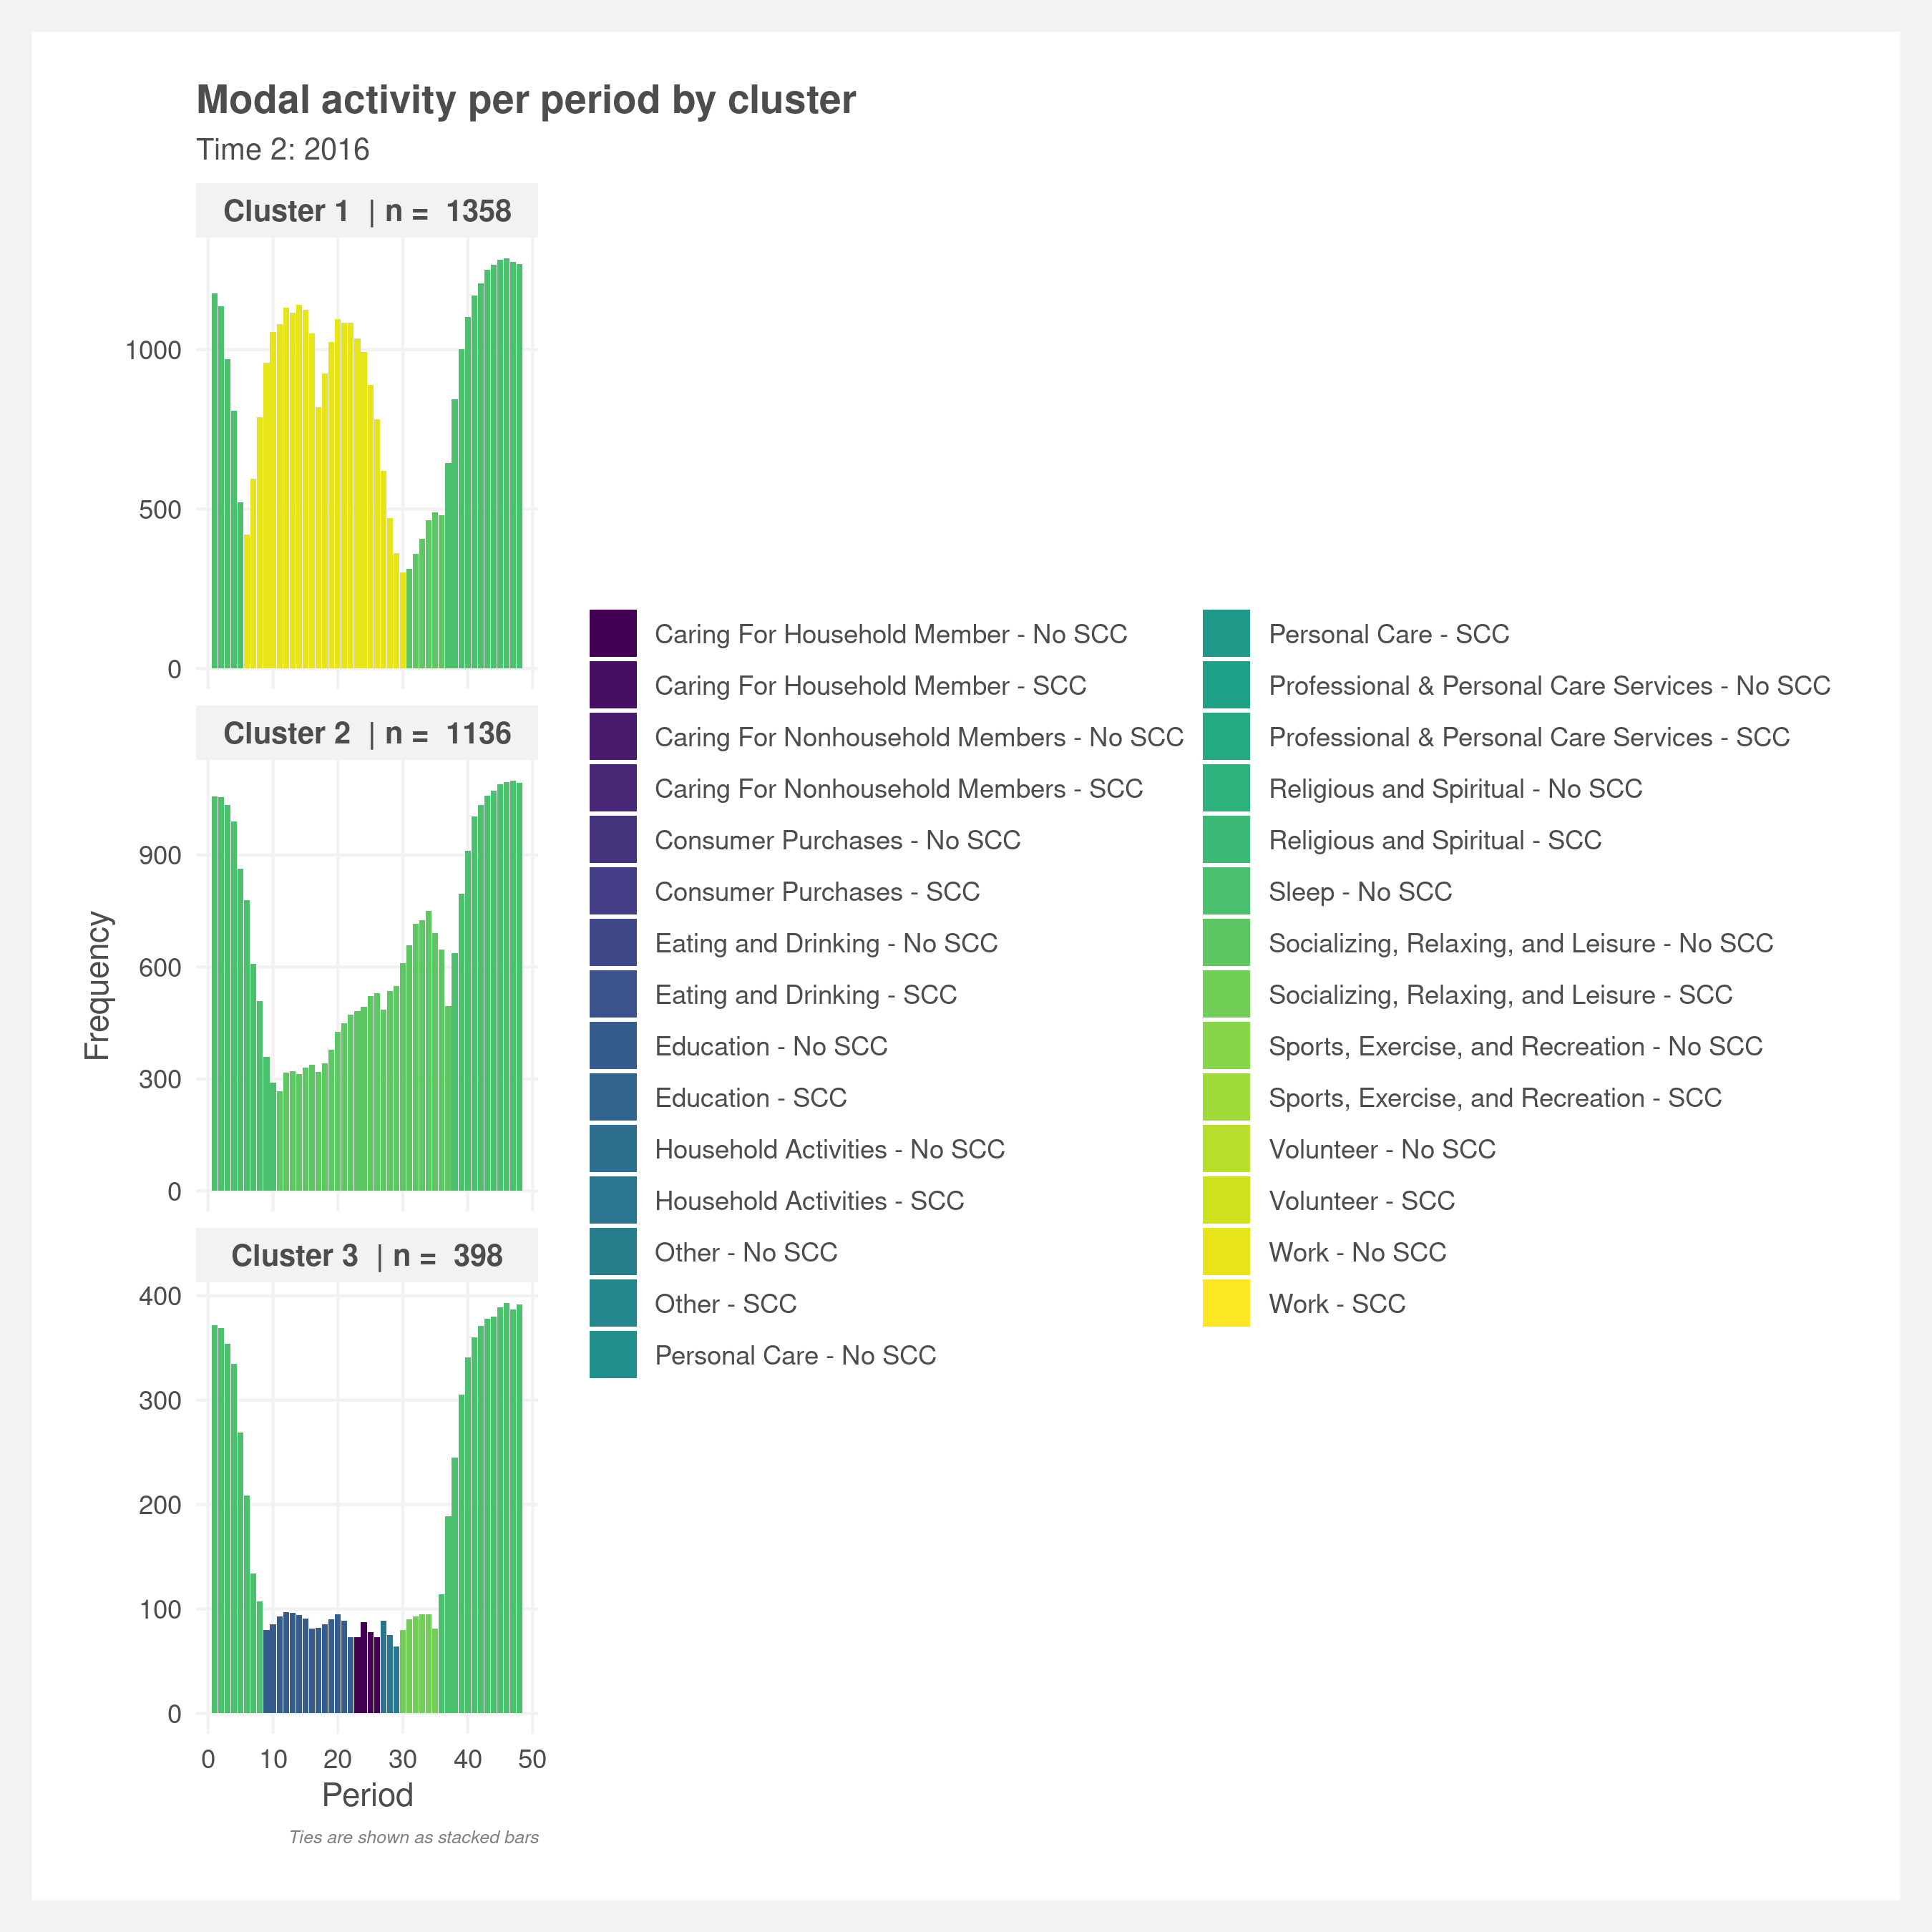 Modal activity per period by cluster
Time 2: 2016
Cluster 1 | n = 1358
1000
500
0
Cluster 2 | n = 1136
900
600
300
0
Cluster 3 | n = 398
400
300
200
100
0
0 10 20 30 40 50
Frequency
Period
Ties are shown as stacked bars
Caring For Household Member - No SCC
Caring For Household Member - SCC
Caring For Nonhousehold Members - No SCC
Caring For Nonhousehold Members - SCC
Consumer Purchases - No SCC
Consumer Purchases - SCC
Eating and Drinking - No SCC
Eating and Drinking - SCC
Education - No SCC
Education - SCC
Household Activities - No SCC
Household Activities - SCC
Other - No SCC
Other - SCC
Personal Care - No SCC
Personal Care - SCC
Professional & Personal Care Services - No SCC
Professional & Personal Care Services - SCC
Religious and Spiritual - No SCC
Religious and Spiritual - SCC
Sleep - No SCC
Socializing, Relaxing, and Leisure - No SCC
Socializing, Relaxing, and Leisure - SCC
Sports, Exercise, and Recreation - No SCC
Sports, Exercise, and Recreation - SCC
Volunteer - No SCC
Volunteer - SCC
Work - No SCC
Work - SCC